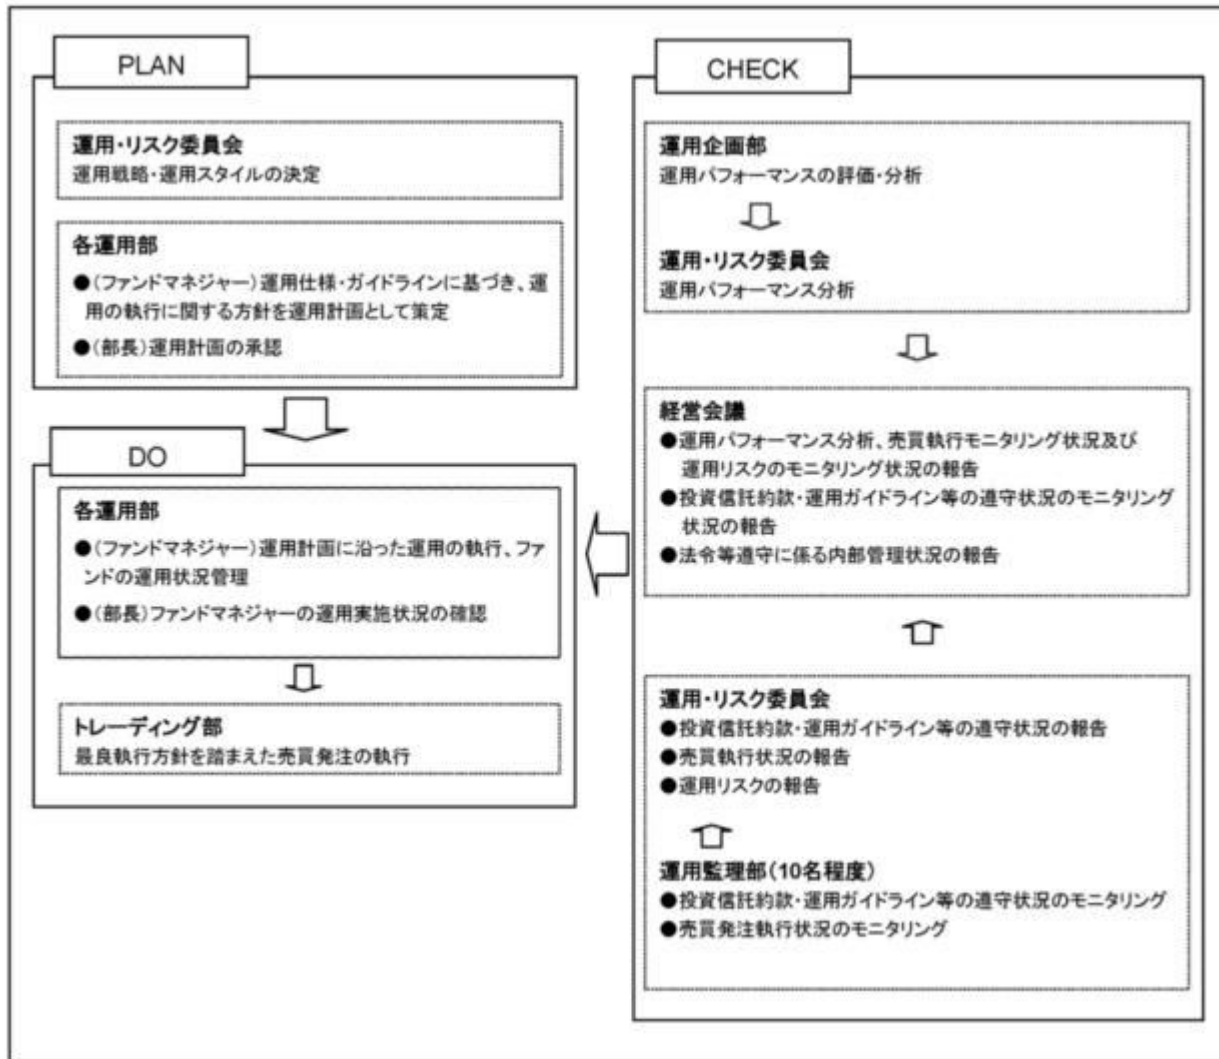 PLAN
運用・リスク委員会
運用戦略・運用スタイルの決定
各運用部
●(ファンドマネジャー)運用仕様・ガイドラインに基づき、運
用の執行に関する方針を運用計画として策定
●(部長)運用計画の承認
DO
各運用部
●(ファンドマネジャー)運用計画に沿った運用の執行、ファ
ンドの運用状況管理
●(部長)ファンドマネジャーの運用実施状況の確認
トレーディング部
最良執行方針を踏まえた売買発注の執行
CHECK
運用企画部
運用パフォーマンスの評価・分析
運用・リスク委員会
運用パフォーマンス分析
経営会議
●運用パフォーマンス分析、売買執行モニタリング状況及び
運用リスクのモニタリング状況の報告
●投資信託約款・運用ガイドライン等の遵守状況のモニタリング
状況の報告
●法令等遵守に係る内部管理状況の報告
運用・リスク委員会
●投資信託約款・運用ガイドライン等の遵守状況の報告
●売買執行状況の報告
●運用リスクの報告
運用監理部(10名程度)
●投資信託約款・運用ガイドライン等の遵守状況のモニタリング
●売買発注執行状況のモニタリング